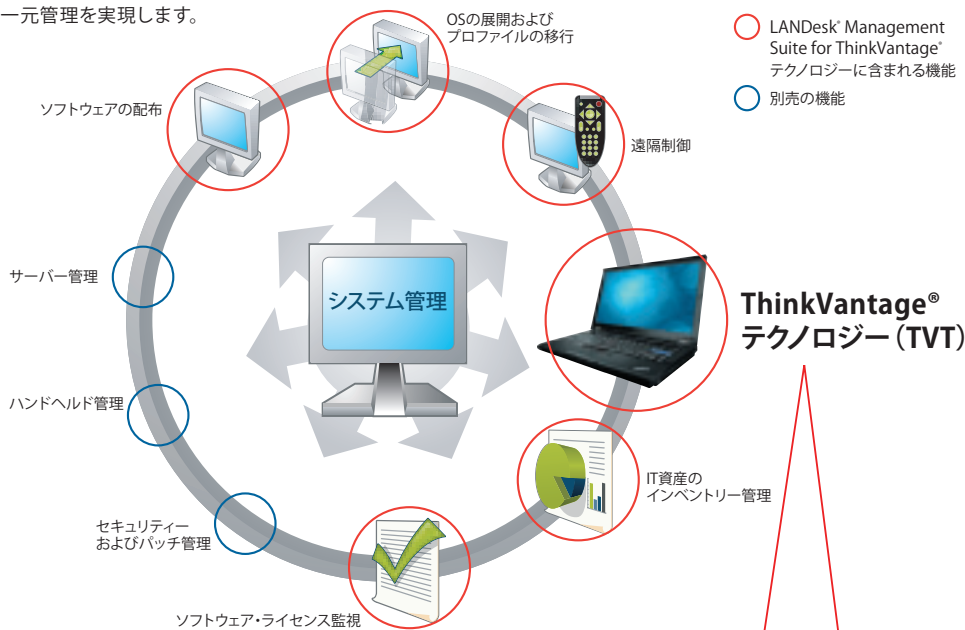 一元管理を実現します。
OSの展開および
プロファイルの移行
LANDesk® Management
Suite for ThinkVantage®
テクノロジーに含まれる機能
別売の機能
ソフトウェアの配布
遠隔制御
サーバー管理
システム管理
ThinkVantage®
テクノロジー（TVT）
ハンドヘルド管理
IT資産の
インベントリー管理
セキュリティー
およびパッチ管理
ソフトウェア・ライセンス監視